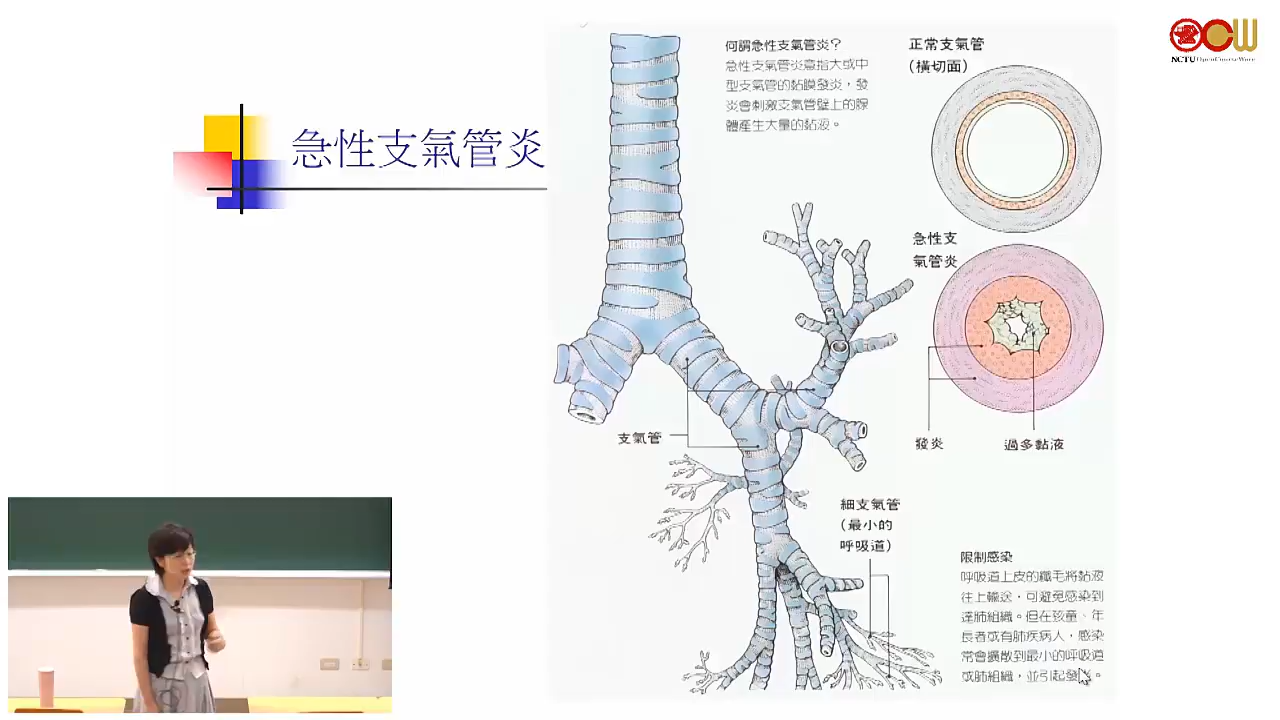 急性支氣管炎
何謂急性支氣管炎？
急性支氣管炎意指大或中
型支氣管的黏膜發炎，發
炎會刺激支氣管壁上的腺
體產生大量的黏液。
正常支氣管
（橫切面）
急性支
氣管炎
發炎
過多黏液
支氣管
細支氣管
（最小的
呼吸道）
限制感染
呼吸道上皮的纖毛將黏液
往上輸送，可避免感染到
達肺組織。但在孩童、年
長者或有肺疾病人，感染
常會擴散到最小的呼吸道
或肺組織，並引起發炎。
NCTU OpenCourseWare